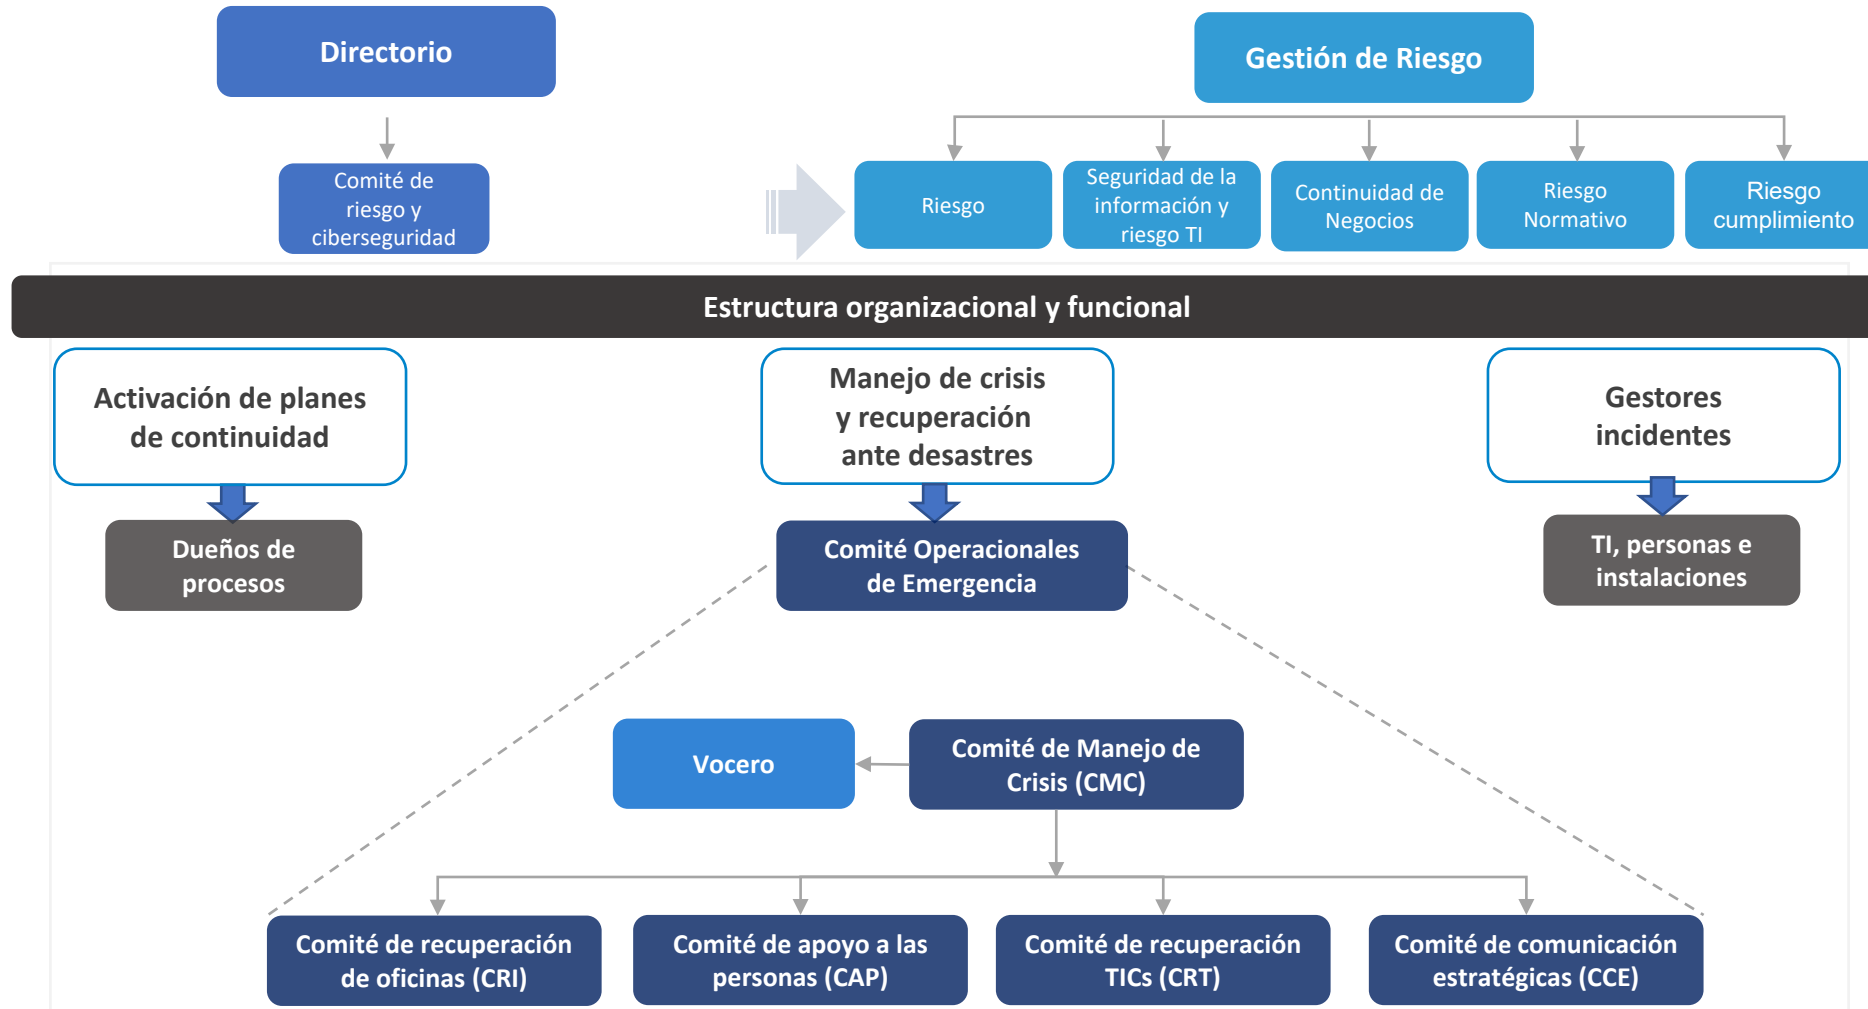 Directorio
Gestión de Riesgo
Comité de
riesgo y
ciberseguridad
Riesgo
Seguridad de la
información y
riesgo TI
Continuidad de
Negocios
Riesgo
Normativo
Riesgo
cumplimiento
Estructura organizacional y funcional
Activación de planes
de continuidad
Manejo de crisis
y recuperación
ante desastres
Gestores
incidentes
Dueños de
procesos
Comité Operacionales
de Emergencia
TI, personas e
instalaciones
Vocero
Comité de Manejo de
Crisis (CMC)
Comité de recuperación
de oficinas (CRI)
Comité de apoyo a las
personas (CAP)
Comité de recuperación
TICs (CRT)
Comité de comunicación
estratégicas (CCE)